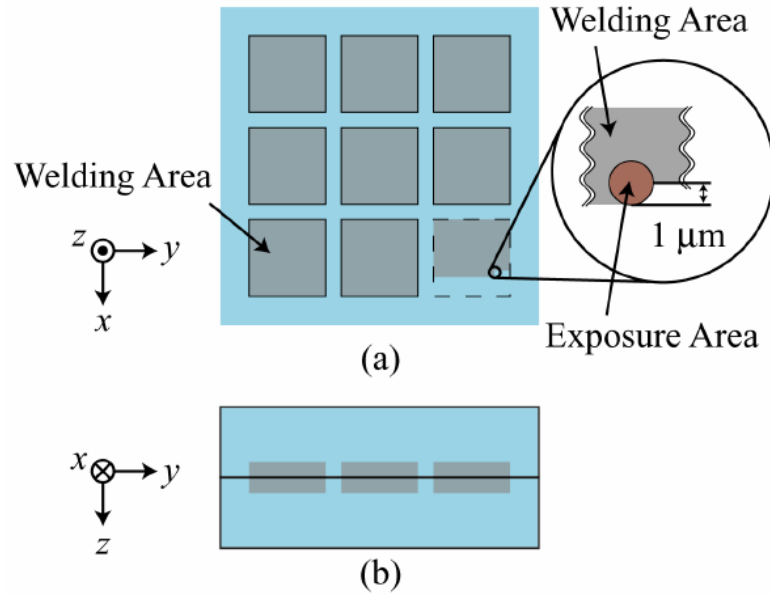 Welding Area
Welding Area
z
y
x
1 μm
Exposure Area
(a)
x
y
z
(b)